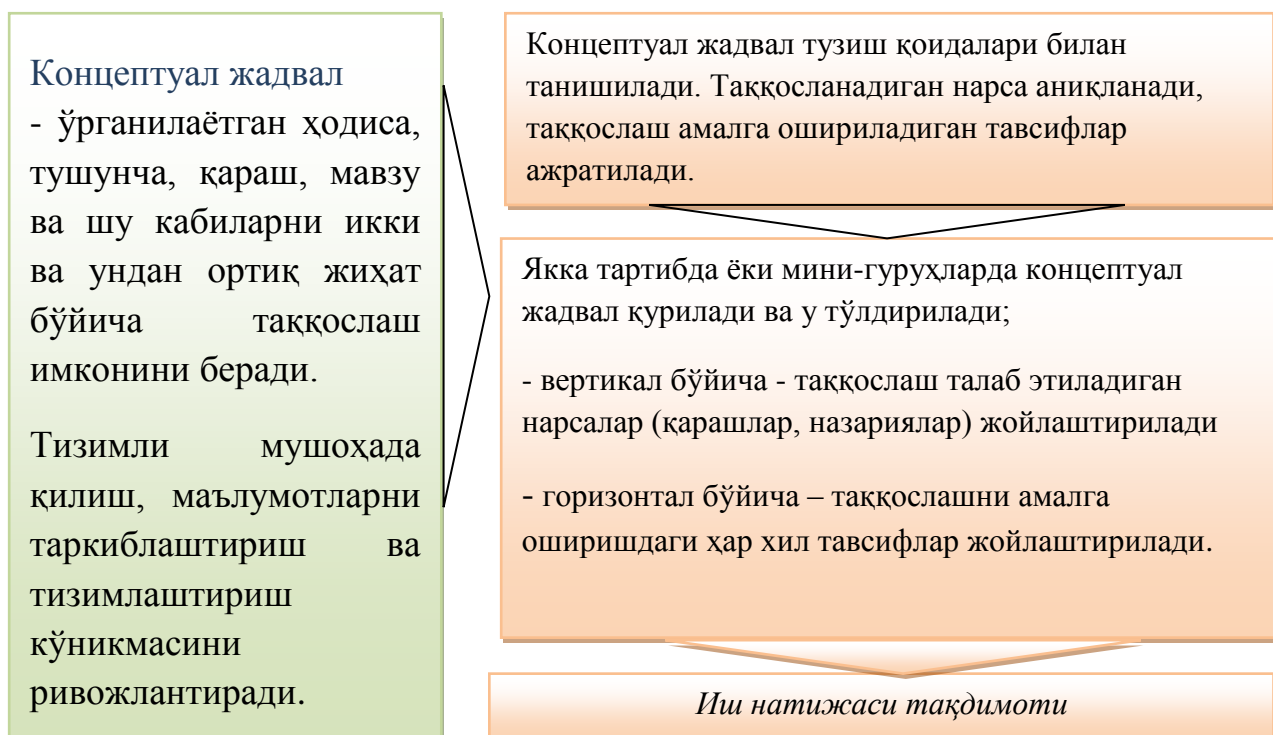 Концептуал жадвал
- ўрганилаётган ҳодиса,
тушунча, қараш, мавзу
ва шу кабиларни икки
ва ундан ортиқ жиҳат
бўйича таққослаш
имконини беради.
Тизимли мушоҳада
қилиш, маълумотларни
таркиблаштириш ва
тизимлаштириш
кўникмасини
ривожлантиради.
Концептуал жадвал тузиш қоидалари билан
танишилади. Таққосланадиган нарса аниқланади,
таққослаш амалга ошириладиган тавсифлар
ажратилади.
Якка тартибда ёки мини-гуруҳларда концептуал
жадвал қурилади ва у тўлдирилади;
- вертикал бўйича - таққослаш талаб этиладиган
нарсалар (қарашлар, назариялар) жойлаштирилади
- горизонтал бўйича – таққослашни амалга
оширишдаги ҳар хил тавсифлар жойлаштирилади.
Иш натижаси тақдимоти